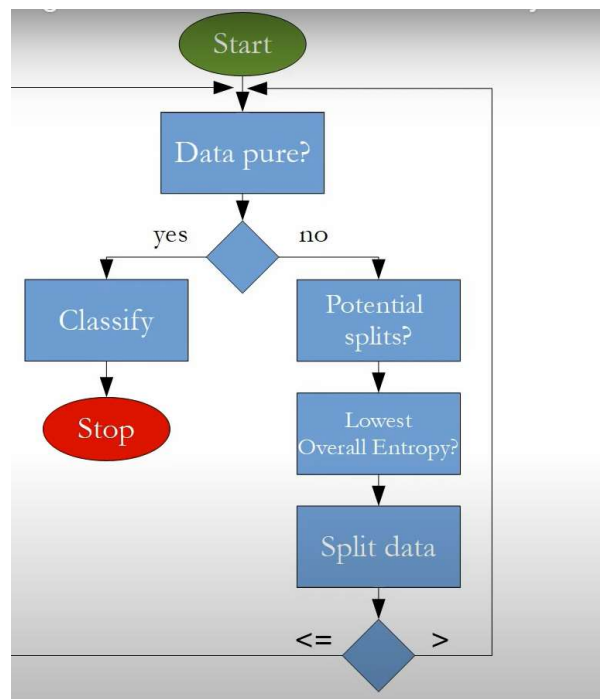 Start
Data pure?
yes
no
Classify
Potential
splits?
Stop
Lowest
Overall Entropy?
Split data
<=
>